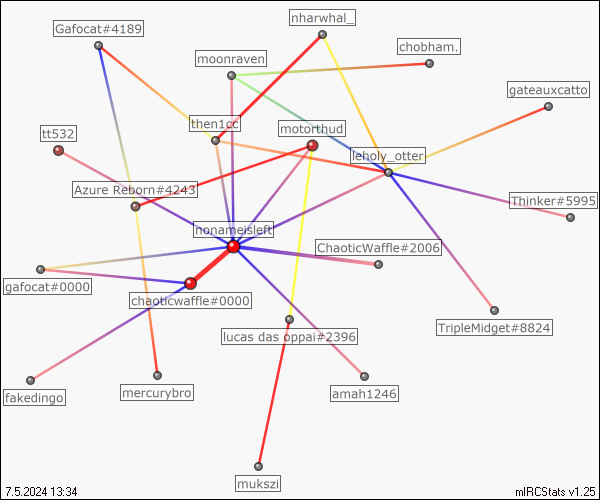 nharwhal_
Gafocat#4189
chobham.
moonraven
gateauxcatto
then1cc
motorthud
tt532
leholy_otter
Azure Reborn#4243
Thinker#5995
nonameisleft
ChaoticWaffle#2006
gafocat#0000
chaoticwaffle#0000
TripleMidget#8824
lucas das oppai#2396
fakedingo
mercurybro
amah1246
mukszi
7.5.2024 13:34
mIRCStats v1.25